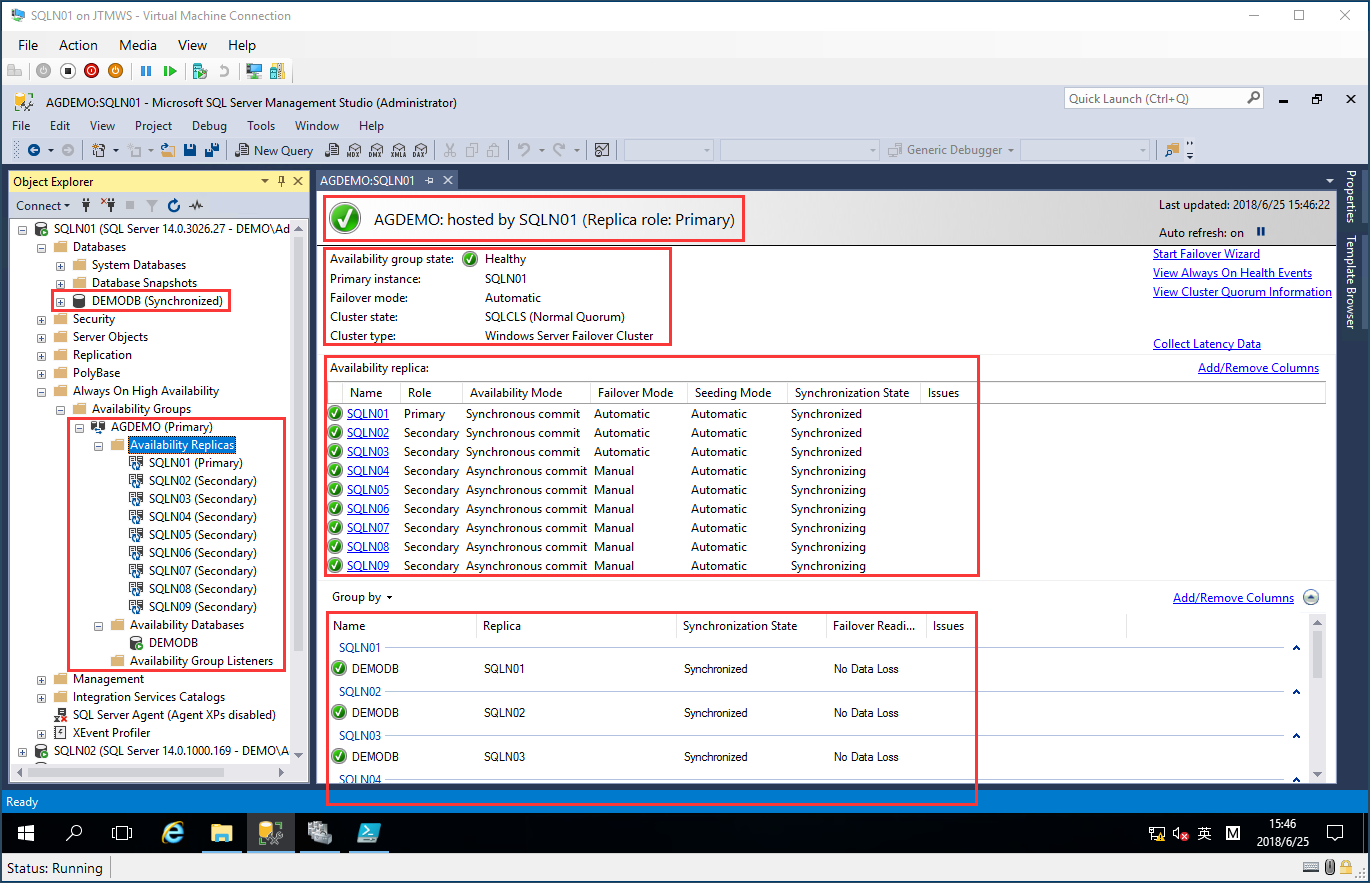 SQLN01 on JTMWS - Virtual Machine Connection
File Action Media View Help
AGDEMO:SQLN01 - Microsoft SQL Server Management Studio (Administrator)
Quick Launch (Ctrl+Q)
File Edit View Project Debug Tools Window Help
New Query
MDX DMX XMLA DAX
Generic Debugger
Object Explorer
Connect
SQLN01 (SQL Server 14.0.3026.27 - DEMO\Ad
Databases
System Databases
Database Snapshots
DEMODB (Synchronized)
Security
Server Objects
Replication
PolyBase
Always On High Availability
Availability Groups
AGDEMO (Primary)
Availability Replicas
SQLN01 (Primary)
SQLN02 (Secondary)
SQLN03 (Secondary)
SQLN04 (Secondary)
SQLN05 (Secondary)
SQLN06 (Secondary)
SQLN07 (Secondary)
SQLN08 (Secondary)
SQLN09 (Secondary)
Availability Databases
DEMODB
Availability Group Listeners
Management
Integration Services Catalogs
SQL Server Agent (Agent XPs disabled)
XEvent Profiler
SQLN02 (SQL Server 14.0.1000.169 - DEMO\A
AGDEMO:SQLN01
AGDEMO: hosted by SQLN01 (Replica role: Primary)
Last updated: 2018/6/25 15:46:22
Auto refresh: on
Availability group state: Healthy
Primary instance: SQLN01
Failover mode: Automatic
Cluster state: SQLCLS (Normal Quorum)
Cluster type: Windows Server Failover Cluster
Start Failover Wizard
View Always On Health Events
View Cluster Quorum Information
Collect Latency Data
Availability replica:
Add/Remove Columns
Name Role Availability Mode Failover Mode Seeding Mode Synchronization State Issues
SQLN01 Primary Synchronous commit Automatic Automatic Synchronized
SQLN02 Secondary Synchronous commit Automatic Automatic Synchronized
SQLN03 Secondary Synchronous commit Automatic Automatic Synchronized
SQLN04 Secondary Asynchronous commit Manual Automatic Synchronizing
SQLN05 Secondary Asynchronous commit Manual Automatic Synchronizing
SQLN06 Secondary Asynchronous commit Manual Automatic Synchronizing
SQLN07 Secondary Asynchronous commit Manual Automatic Synchronizing
SQLN08 Secondary Asynchronous commit Manual Automatic Synchronizing
SQLN09 Secondary Asynchronous commit Manual Automatic Synchronizing
Group by
Add/Remove Columns
Name Replica Synchronization State Failover Readi... Issues
SQLN01
DEMODB SQLN01 Synchronized No Data Loss
SQLN02
DEMODB SQLN02 Synchronized No Data Loss
SQLN03
DEMODB SQLN03 Synchronized No Data Loss
SQLN04
Properties
Template Browser
Ready
英 M
15:46
2018/6/25
Status: Running